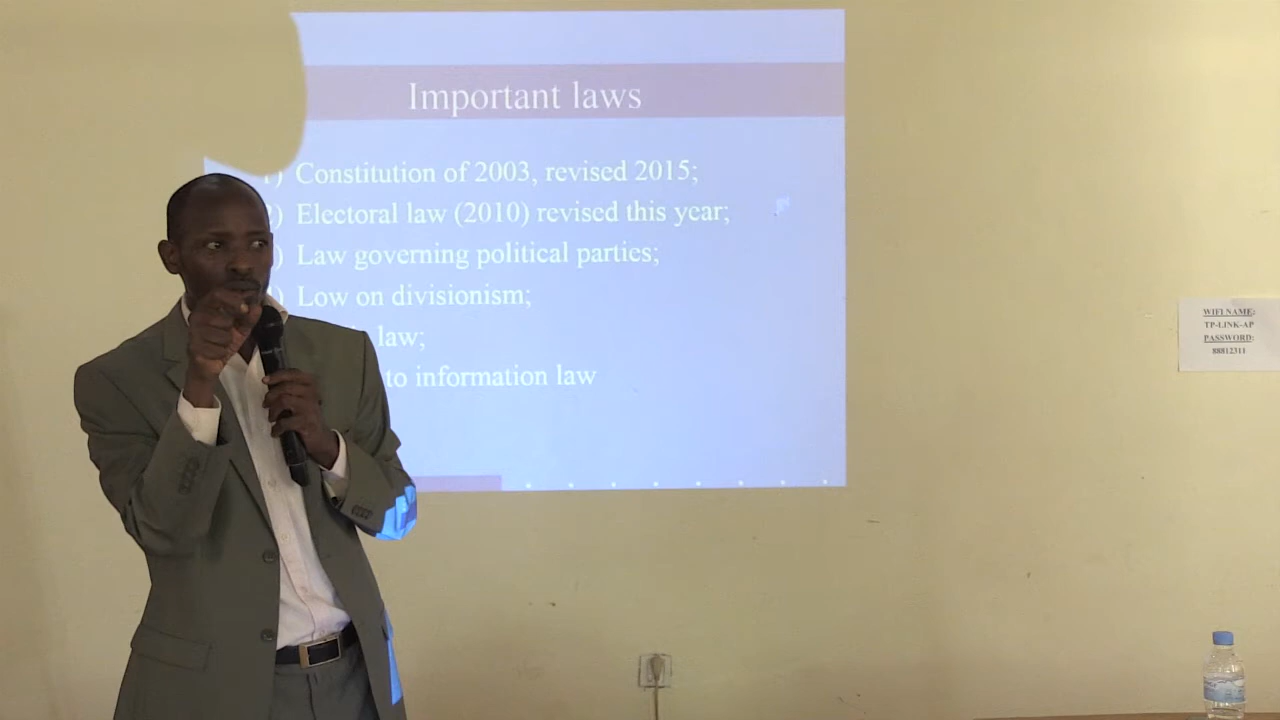 Important laws
1) Constitution of 2003, revised 2015;
) Electoral law (2010) revised this year;
) Law governing political parties;
) Low on divisionism;
law;
to information law
WIFI NAME:
TP-LINK-AP
PASSWORD:
88812311